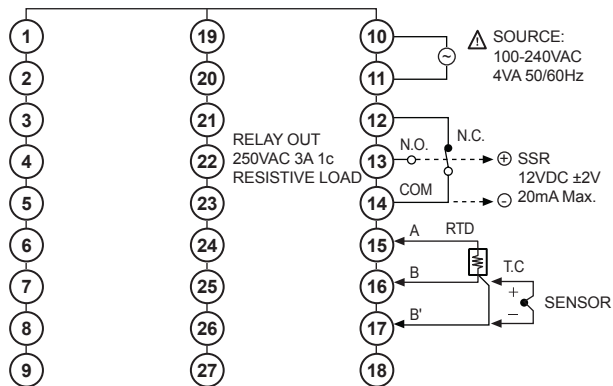 1 19 10
2 20 11
3 21 12
4 22 13
5 23 14
6 24 15
7 25 16
8 26 17
9 27 18
~
! SOURCE:
100-240VAC
4VA 50/60Hz
RELAY OUT
250VAC 3A 1c
RESISTIVE LOAD
N.O.
N.C.
COM
+ SSR
12VDC ±2V
- 20mA Max.
A RTD
B
B'
T.C
+
−
SENSOR